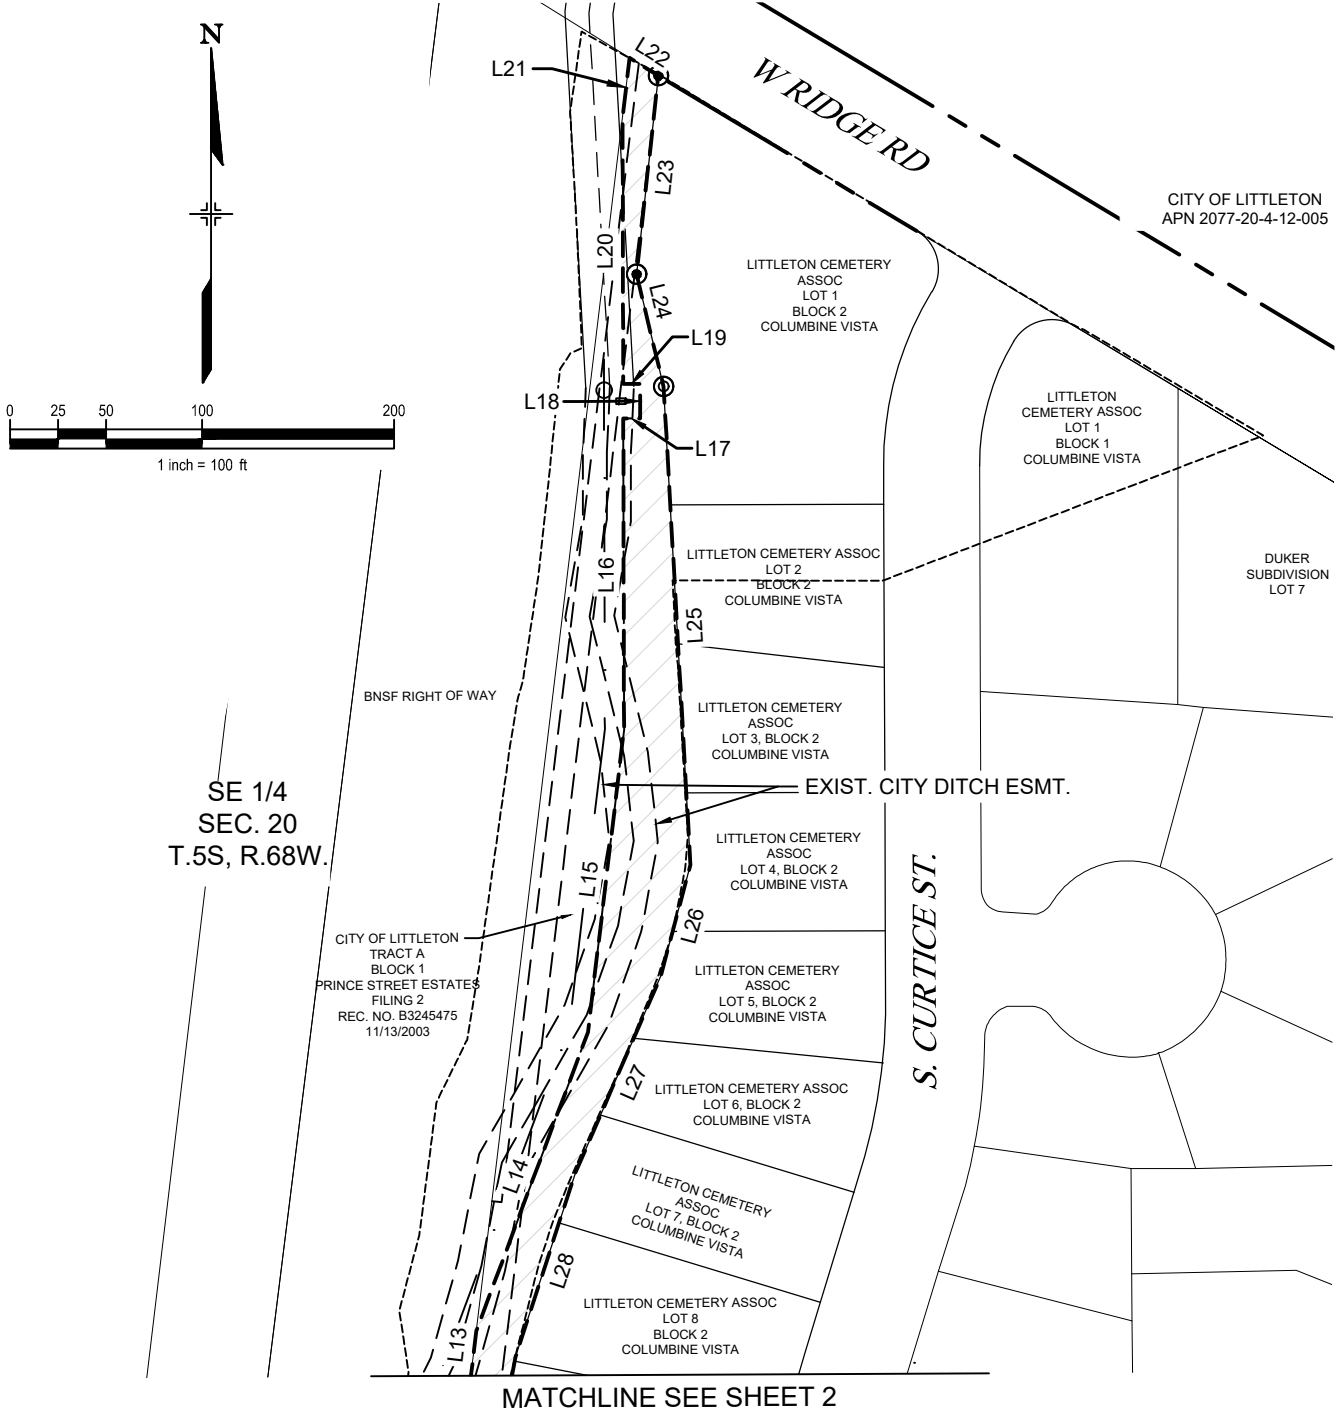 N
L22
L21
W RIDGE RD
L23
CITY OF LITTLETON
APN 2077-20-4-12-005
L20
LITTLETON CEMETERY
ASSOC
LOT 1
BLOCK 2
COLUMBINE VISTA
L24
L19
L18
L17
0 25 50 100 200
1 inch = 100 ft
LITTLETON
CEMETERY ASSOC
LOT 1
BLOCK 1
COLUMBINE VISTA
LITTLETON CEMETERY ASSOC
LOT 2
BLOCK 2
COLUMBINE VISTA
DUKER
SUBDIVISION
LOT 7
L16
L25
BNSF RIGHT OF WAY
LITTLETON CEMETERY
ASSOC
LOT 3, BLOCK 2
COLUMBINE VISTA
SE 1/4
SEC. 20
T.5S, R.68W.
EXIST. CITY DITCH ESMT.
LITTLETON CEMETERY
ASSOC
LOT 4, BLOCK 2
COLUMBINE VISTA
L15
L26
S. CURTICE ST.
CITY OF LITTLETON
TRACT A
BLOCK 1
PRINCE STREET ESTATES
FILING 2
REC. NO. B3245475
11/13/2003
LITTLETON CEMETERY
ASSOC
LOT 5, BLOCK 2
COLUMBINE VISTA
L27
LITTLETON CEMETERY ASSOC
LOT 6, BLOCK 2
COLUMBINE VISTA
L14
LITTLETON CEMETERY
ASSOC
LOT 7, BLOCK 2
COLUMBINE VISTA
L28
LITTLETON CEMETERY ASSOC
LOT 8
BLOCK 2
COLUMBINE VISTA
L13
MATCHLINE SEE SHEET 2